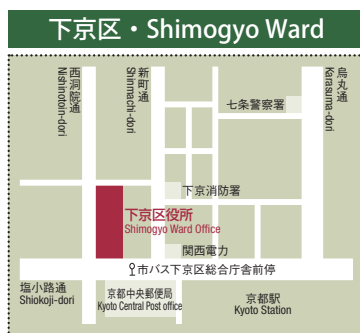 下京区・Shimogyo Ward
西洞院通
Nishinotoin-dori
新町通
Shinmachi-dori
烏丸通
Karasuma-dori
七条警察署
下京消防署
下京区役所
Shimogyo Ward Office
関西電力
市バス下京区総合庁舎前停
塩小路通
Shiokoji-dori
京都中央郵便局
Kyoto Central Post office
京都駅
Kyoto Station